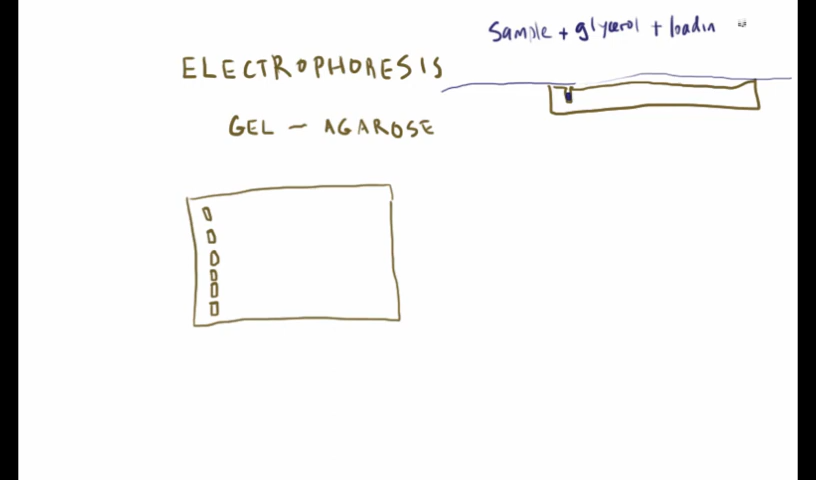 Sample + glycerol + loadin
ELECTROPHORESIS
GEL - AGAROSE